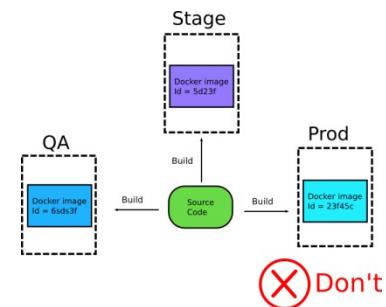 Stage
Docker image
Id = 5d23f
QA
Docker image
Id = 6sds3f
Build
Build
Build
Source
Code
Prod
Docker image
Id = 23f45c
Don't